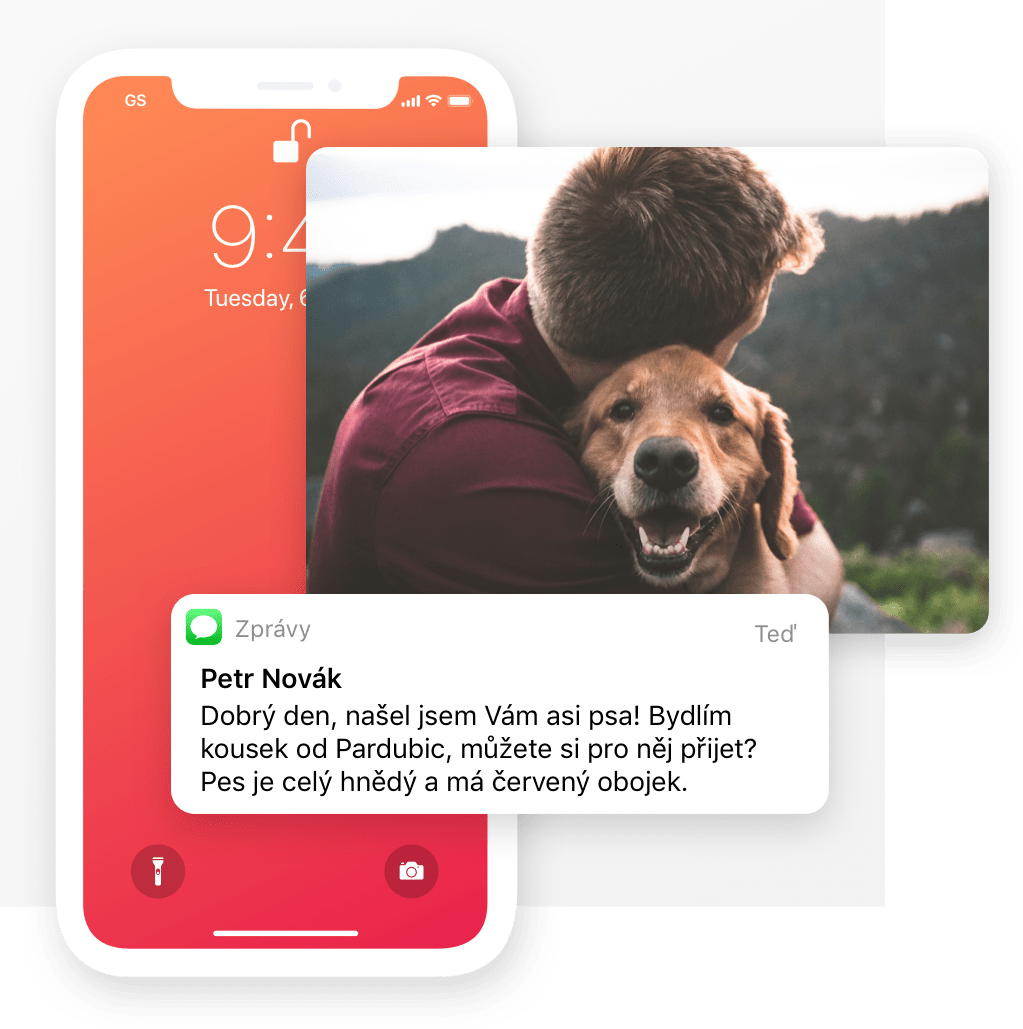 GS
9:4
Tuesday, 6
Zprávy
Teď
Petr Novák
Dobrý den, našel jsem Vám asi psa! Bydlím
kousek od Pardubic, můžete si pro něj přijet?
Pes je celý hnědý a má červený obojek.